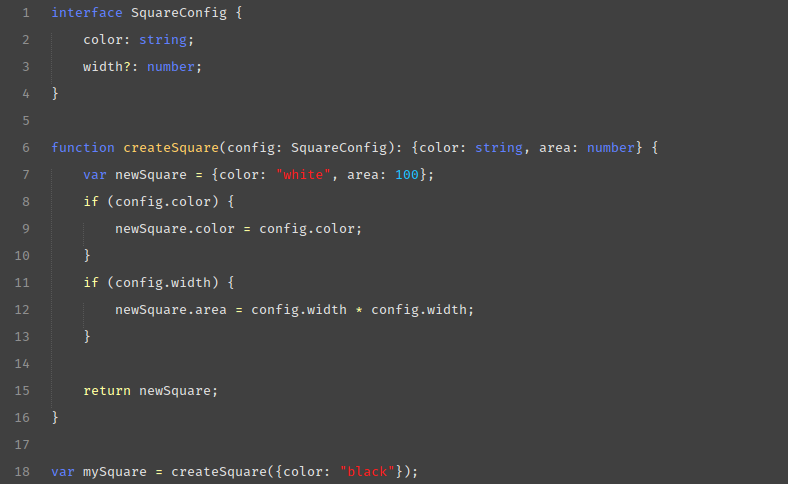 1 interface SquareConfig {
2 color: string;
3 width?: number;
4 }
5
6 function createSquare(config: SquareConfig): {color: string, area: number} {
7 var newSquare = {color: "white", area: 100};
8 if (config.color) {
9 newSquare.color = config.color;
10 }
11 if (config.width) {
12 newSquare.area = config.width * config.width;
13 }
14
15 return newSquare;
16 }
17
18 var mySquare = createSquare({color: "black"});